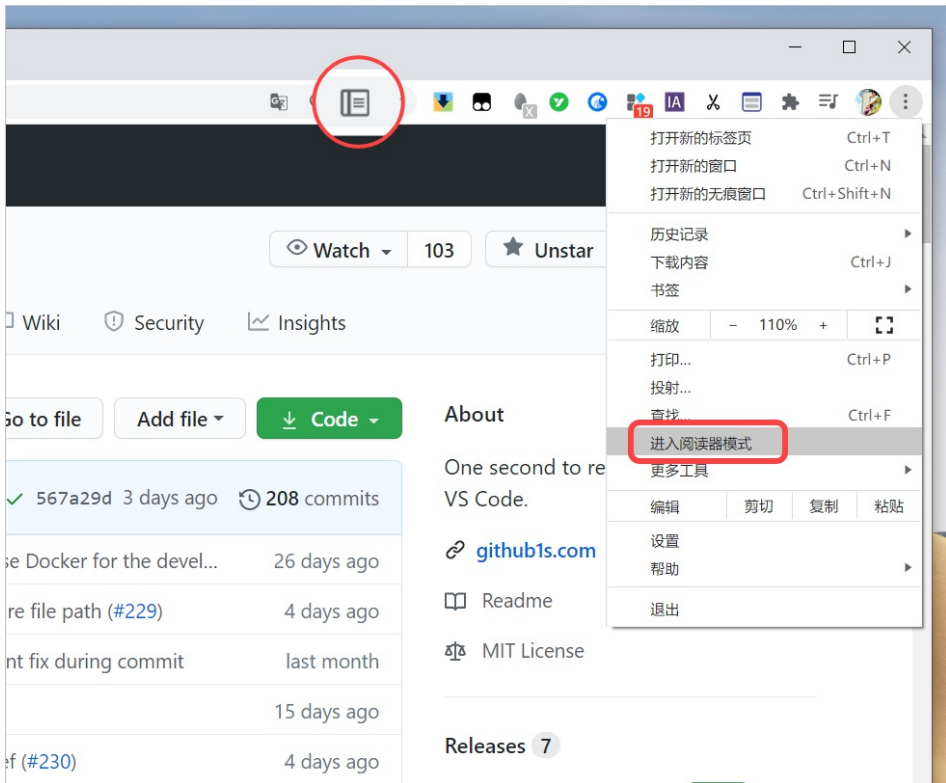 19
IA
X
打开新的标签页 Ctrl+T
打开新的窗口 Ctrl+N
打开新的无痕窗口 Ctrl+Shift+N
历史记录
下载内容 Ctrl+J
书签
缩放 - 110% +
打印... Ctrl+P
投射...
查找... Ctrl+F
进入阅读器模式
更多工具
编辑 剪切 复制 粘贴
设置
帮助
退出
Watch 103 Unstar
Wiki Security Insights
Go to file Add file Code
567a29d 3 days ago 208 commits
se Docker for the devel... 26 days ago
re file path (#229) 4 days ago
nt fix during commit last month
15 days ago
ef (#230) 4 days ago
About
One second to re
VS Code.
github1s.com
Readme
MIT License
Releases 7